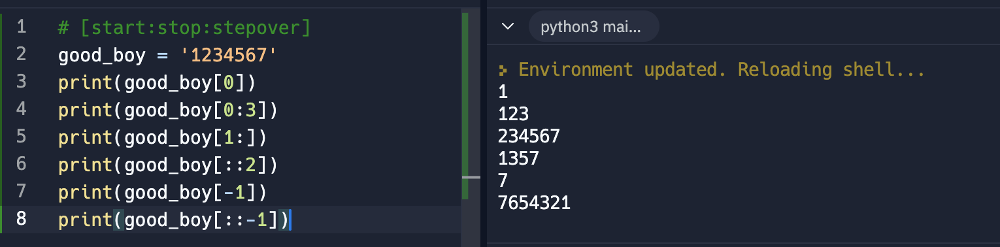 1 # [start:stop:stepover]
2 good_boy = '1234567'
3 print(good_boy[0])
4 print(good_boy[0:3])
5 print(good_boy[1:])
6 print(good_boy[::2])
7 print(good_boy[-1])
8 print(good_boy[::-1])
python3 mai...
Environment updated. Reloading shell...
1
123
234567
1357
7
7654321